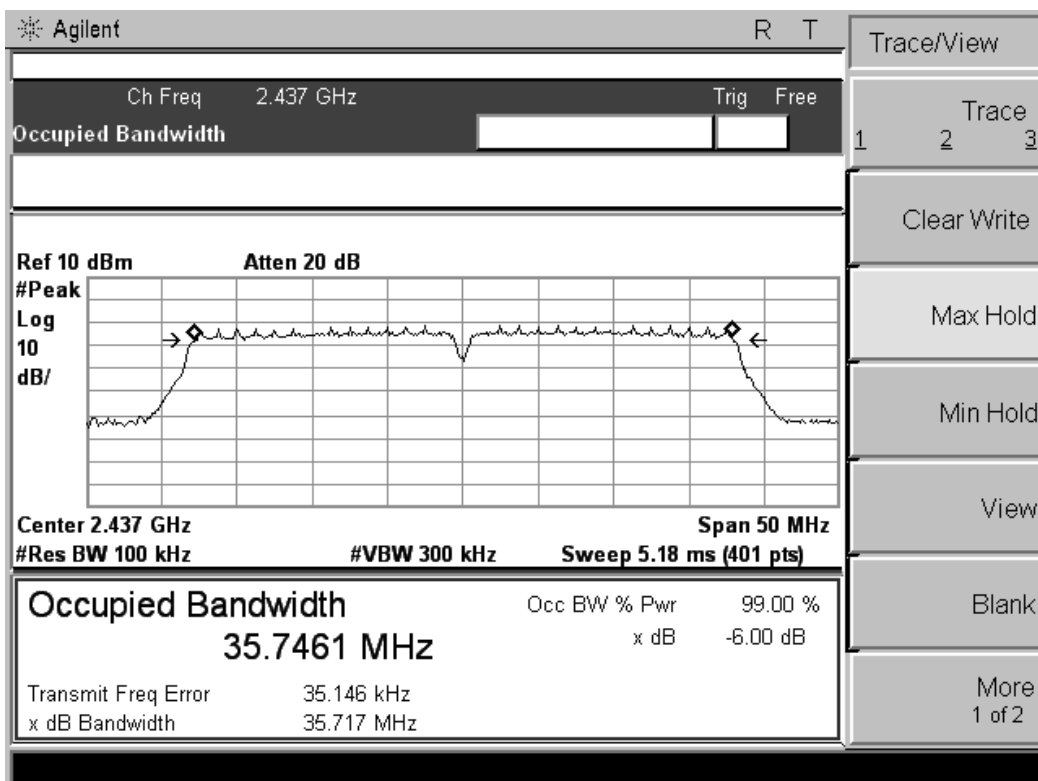 Agilent R T
Trace/View
Ch Freq 2.437 GHz Trig Free
Occupied Bandwidth
Trace
1 2 3
Clear Write
Max Hold
Min Hold
View
Blank
More
1 of 2
Ref 10 dBm Atten 20 dB
#Peak
Log
10
dB/
Center 2.437 GHz Span 50 MHz
#Res BW 100 kHz #VBW 300 kHz Sweep 5.18 ms (401 pts)
Occupied Bandwidth Occ BW % Pwr 99.00 %
35.7461 MHz x dB -6.00 dB
Transmit Freq Error 35.146 kHz
x dB Bandwidth 35.717 MHz